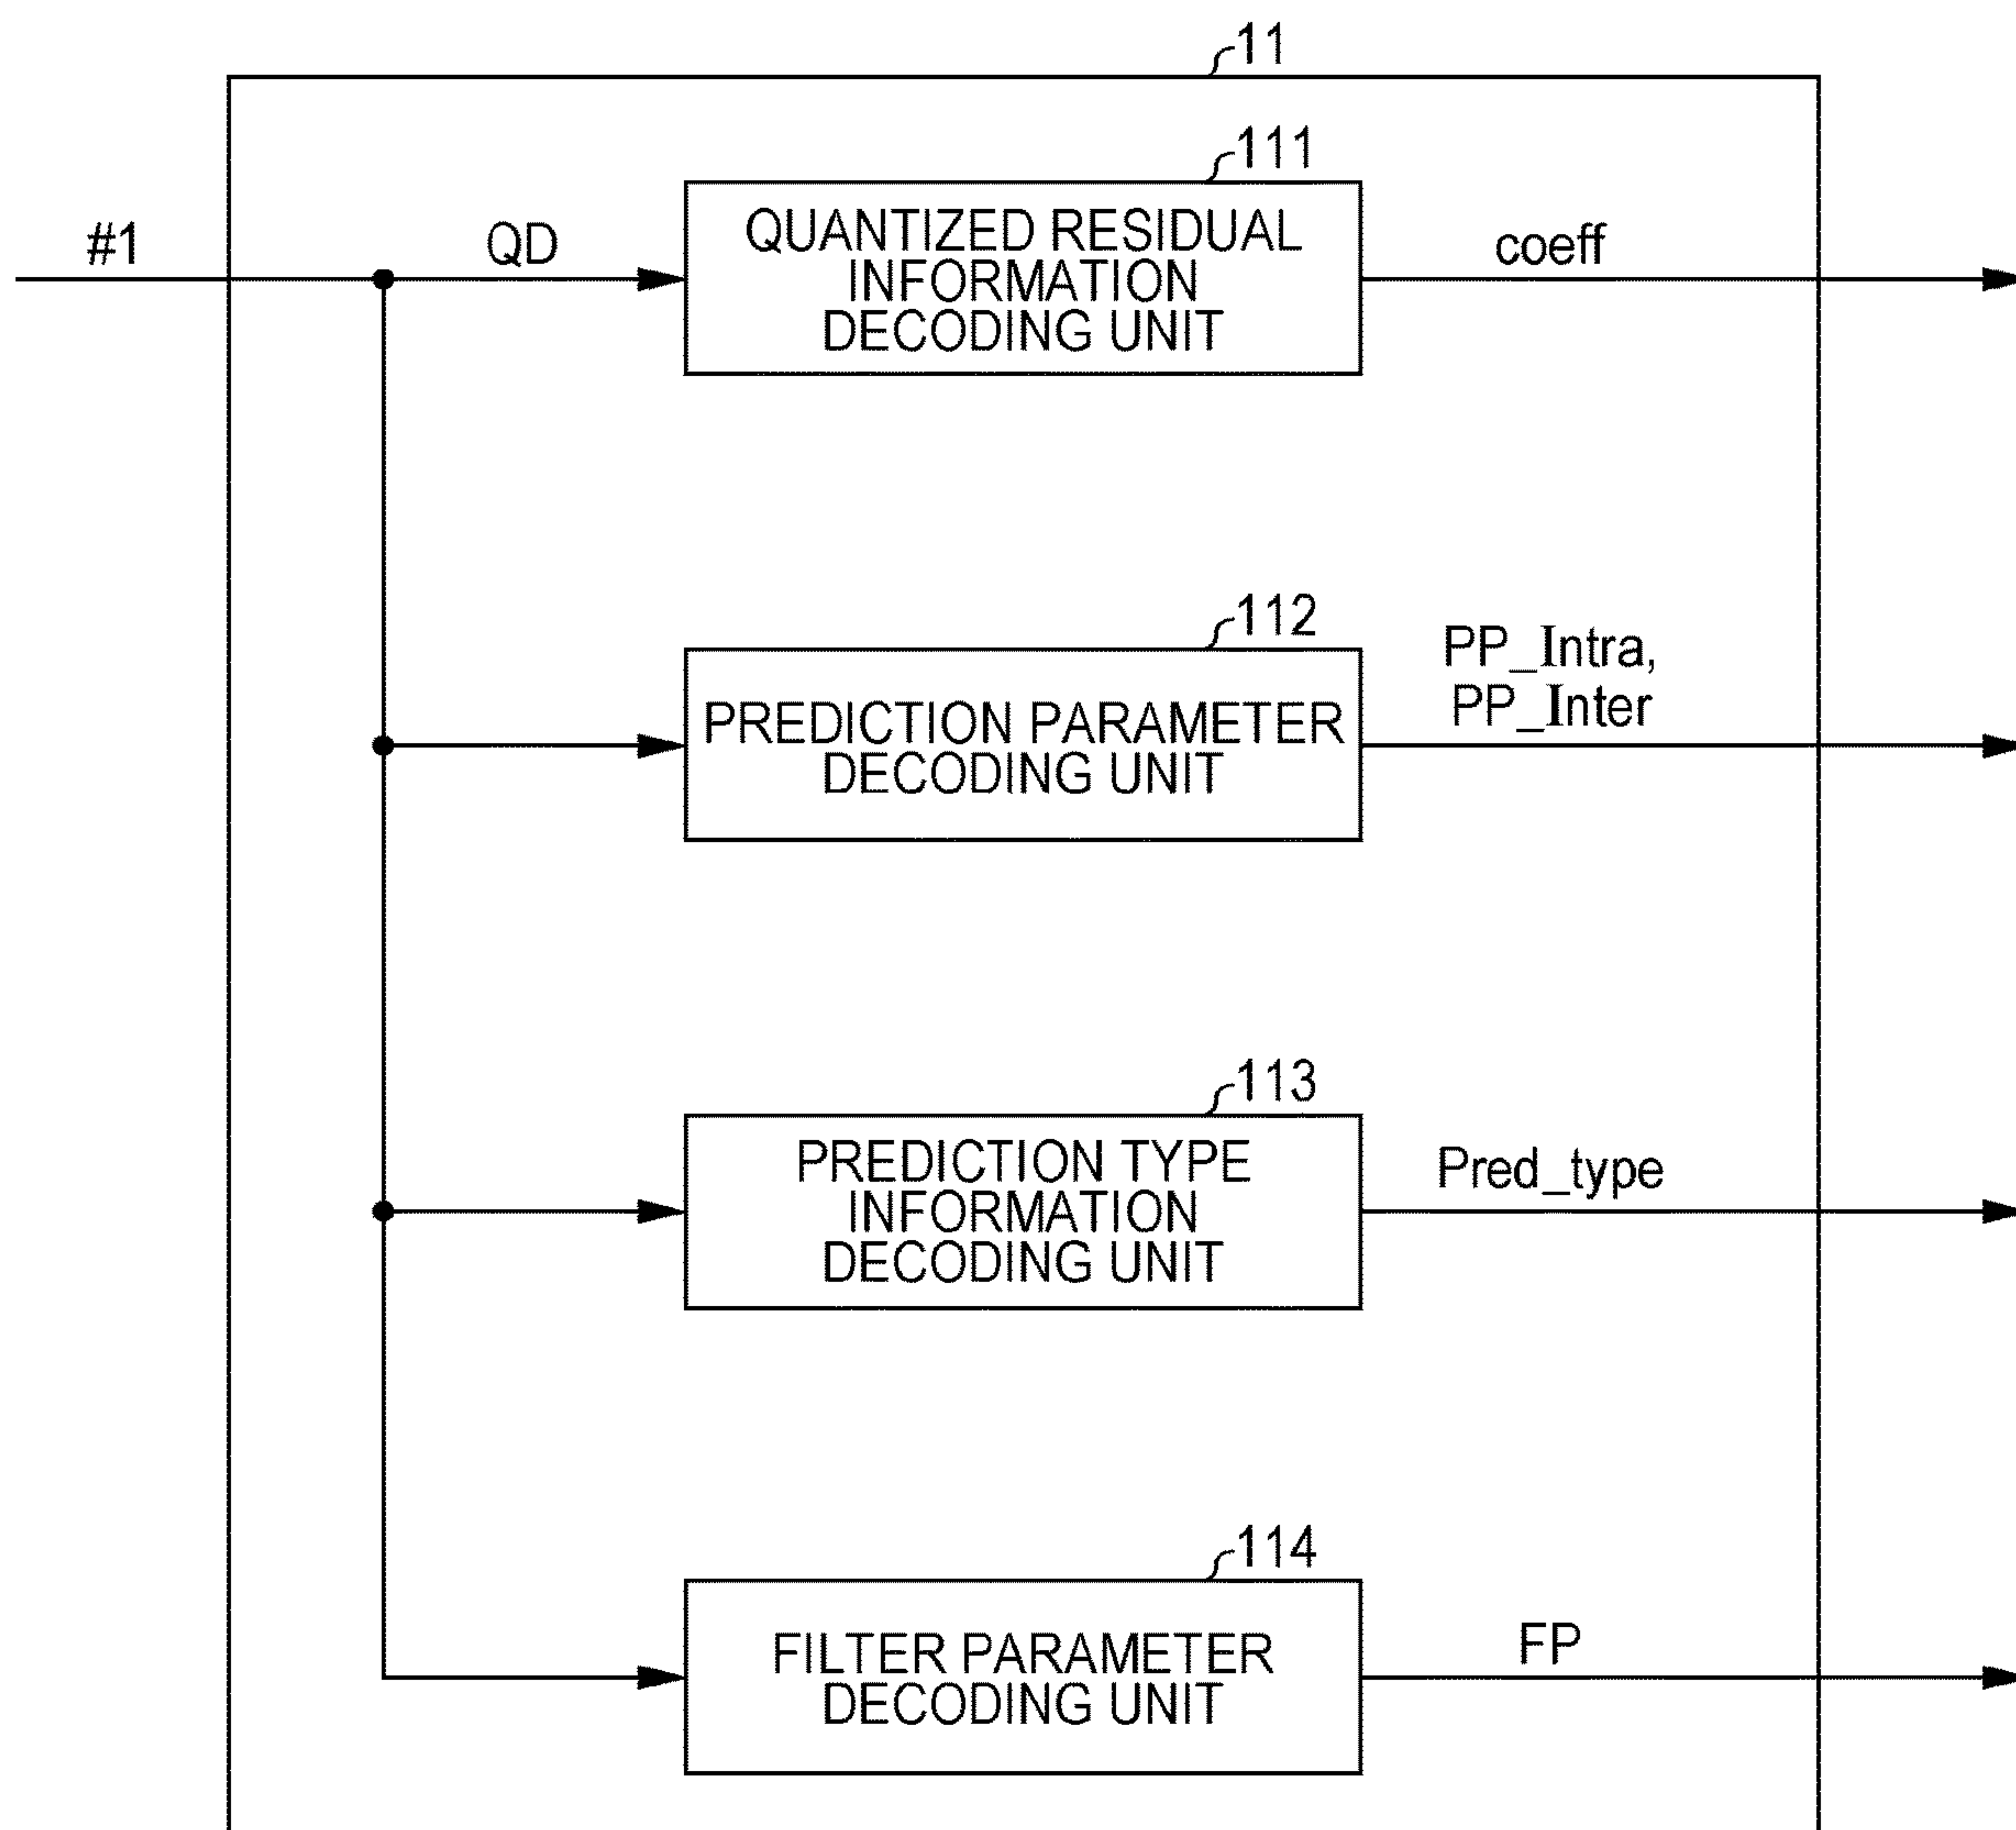 11
111
#1
QD
QUANTIZED RESIDUAL
INFORMATION
DECODING UNIT
coeff
112
PREDICTION PARAMETER
DECODING UNIT
PP_Intra,
PP_Inter
113
PREDICTION TYPE
INFORMATION
DECODING UNIT
Pred_type
114
FILTER PARAMETER
DECODING UNIT
FP